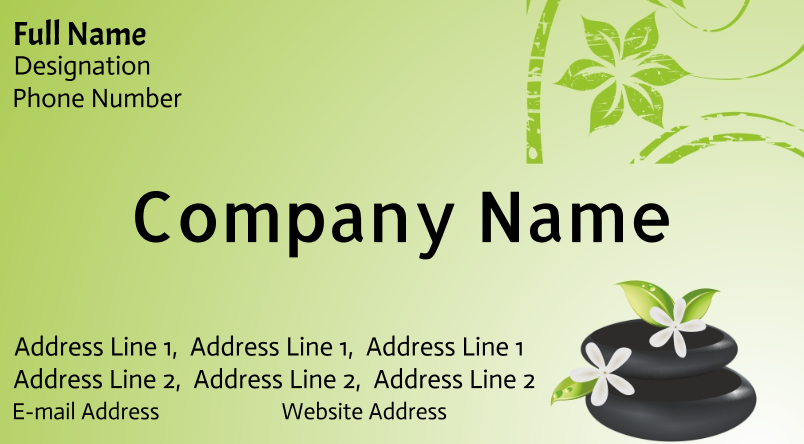 Full Name
Designation
Phone Number
Company Name
Address Line 1, Address Line 1, Address Line 1
Address Line 2, Address Line 2, Address Line 2
E-mail Address Website Address